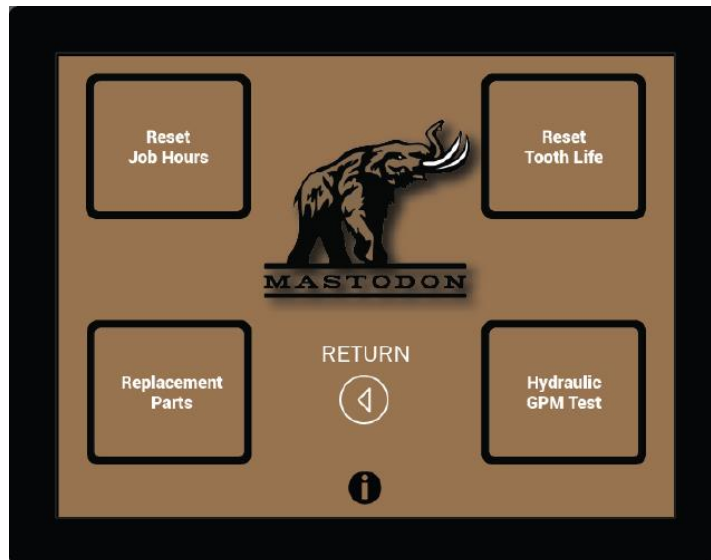 Reset
Job Hours
Reset
Tooth Life
MASTODON
Replacement
Parts
RETURN
Hydraulic
GPM Test
i